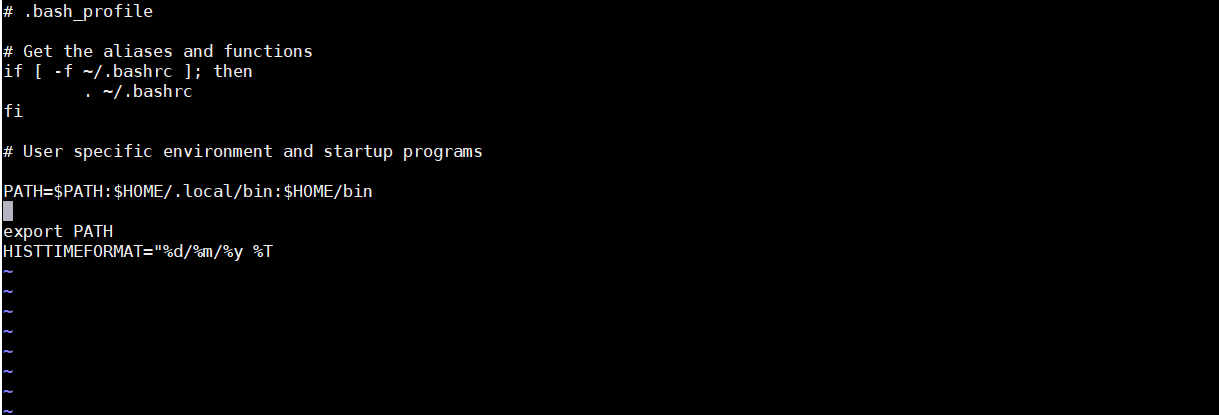 # .bash_profile
# Get the aliases and functions
if [ -f ~/.bashrc ]; then
        . ~/.bashrc
fi
# User specific environment and startup programs
PATH=$PATH:$HOME/.local/bin:$HOME/bin
export PATH
HISTTIMEFORMAT="%d/%m/%y %T
~
~
~
~
~
~
~
~